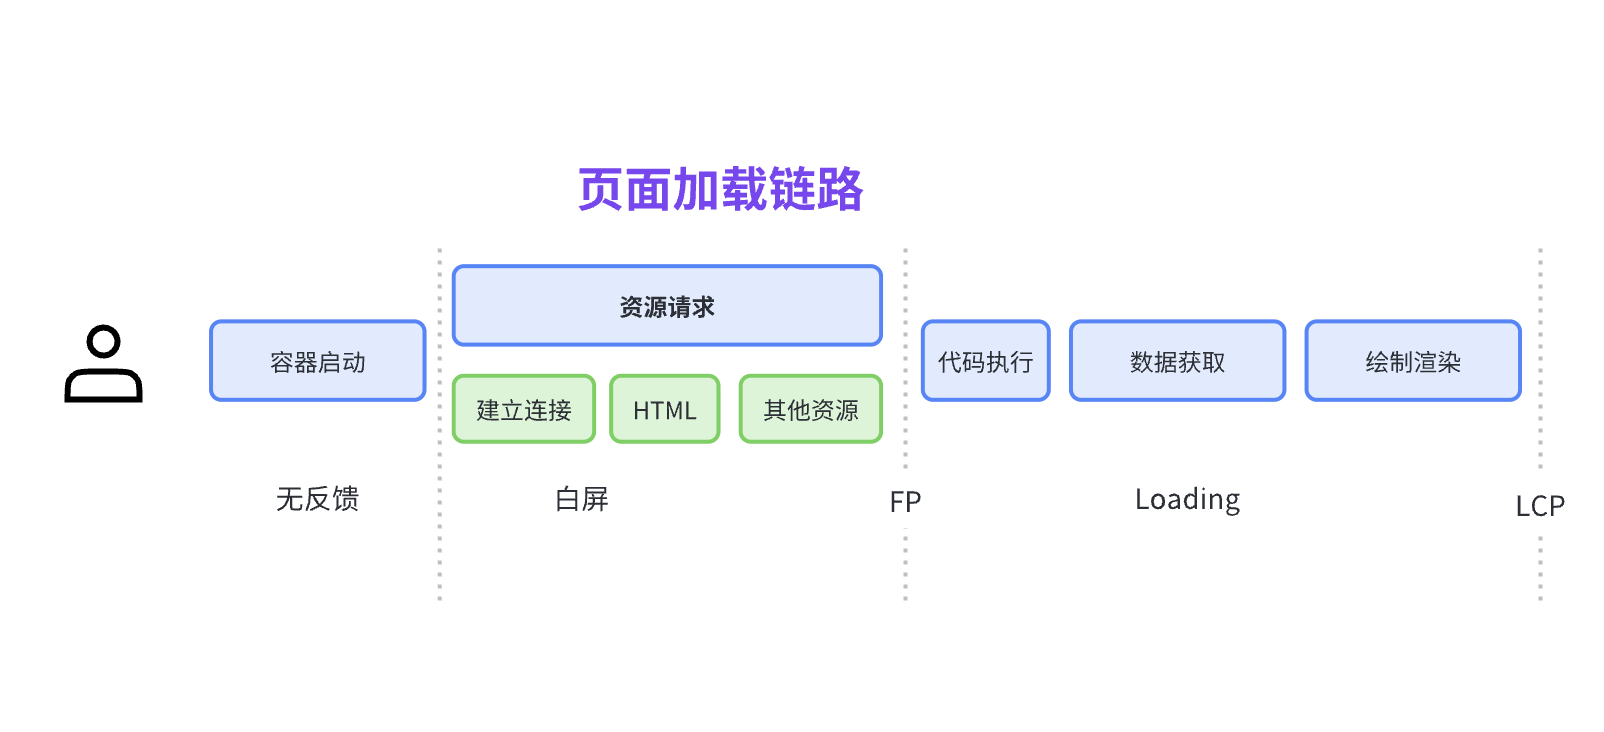 页面加载链路
容器启动
资源请求
建立连接
HTML
其他资源
代码执行
数据获取
绘制渲染
无反馈
白屏
FP
Loading
LCP